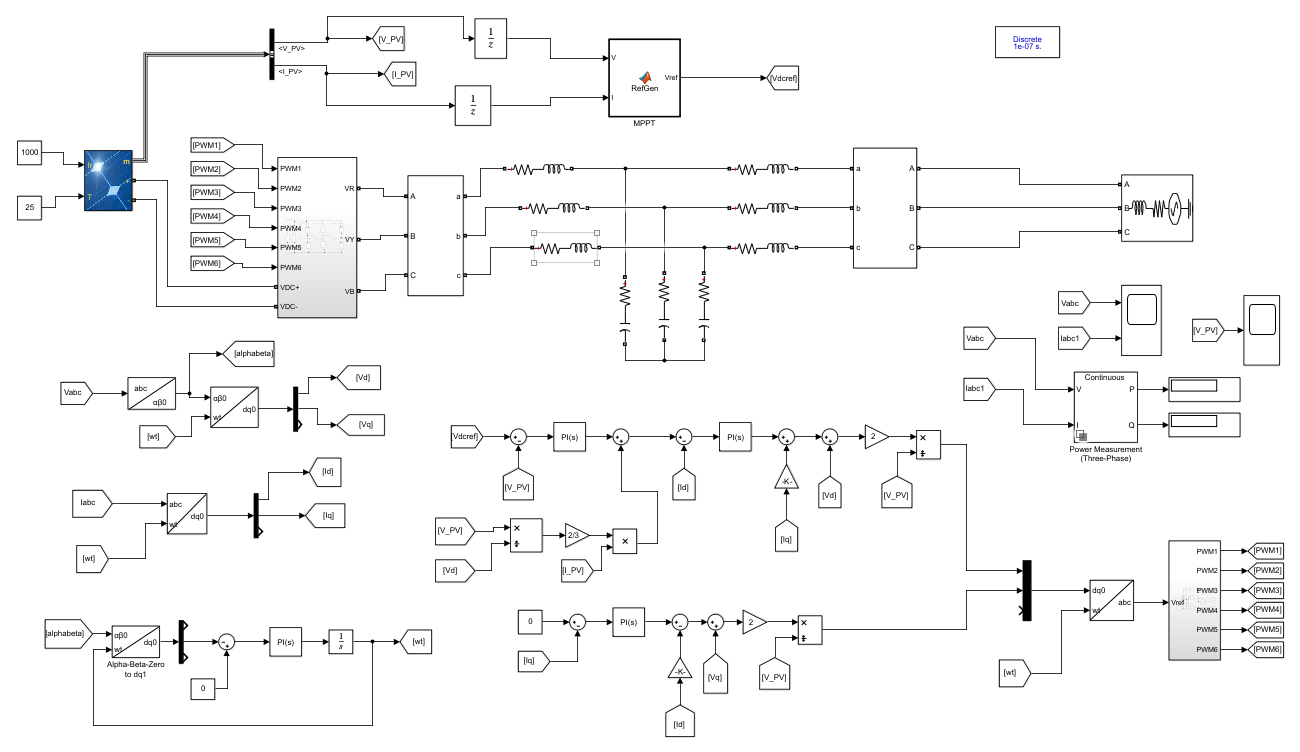 <V_PV>
[V_PV]
1
z
<I_PV>
[I_PV]
1
z
V
I
Vref
RefGen
MPPT
[Vdcref]
Discrete
1e-07 s.
1000
25
Ir
T
m
+
-
[PWM1]
[PWM2]
[PWM3]
[PWM4]
[PWM5]
[PWM6]
PWM1
PWM2
PWM3
PWM4
PWM5
PWM6
VDC+
VDC-
VR
VY
VB
A
B
C
a
b
c
a
b
c
A
B
C
A
B
C
Vabc
Iabc1
[V_PV]
Vabc
Iabc1
Continuous
V
I
P
Q
Power Measurement
(Three-Phase)
Vabc
abc
αβ0
[alphabeta]
[wt]
αβ0
wt
dq0
[Vd]
[Vq]
Iabc
[wt]
abc
wt
dq0
[Id]
[Iq]
[alphabeta]
αβ0
wt
dq0
Alpha-Beta-Zero
to dq1
0
PI(s)
1
s
[wt]
[Vdcref]
[V_PV]
PI(s)
[Id]
PI(s)
-K-
[Iq]
[Vd]
2
×
÷
[V_PV]
[V_PV]
[Vd]
×
÷
2/3
[I_PV]
×
0
[Iq]
PI(s)
-K-
[Id]
[Vq]
2
×
÷
[V_PV]
[wt]
dq0
wt
abc
Vref
PWM1
PWM2
PWM3
PWM4
PWM5
PWM6
[PWM1]
[PWM2]
[PWM3]
[PWM4]
[PWM5]
[PWM6]